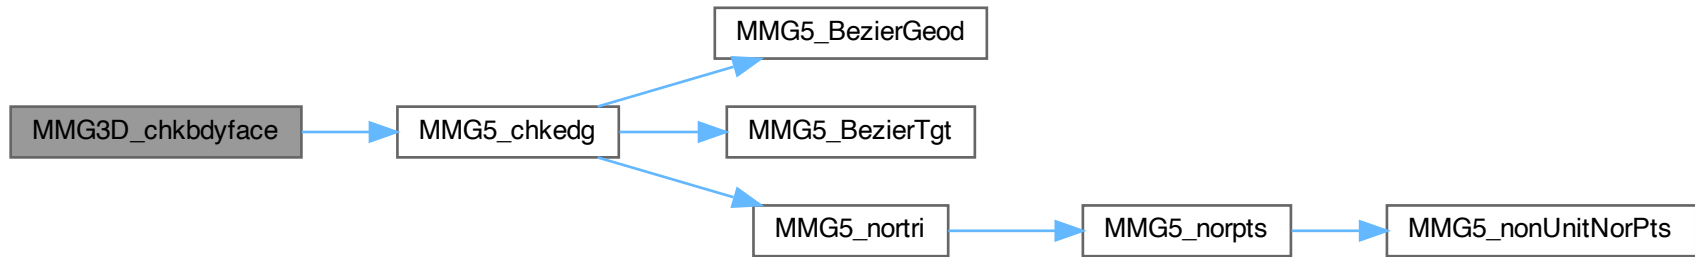 MMG5_BezierGeod
MMG3D_chkbdyface
MMG5_chkedg
MMG5_BezierTgt
MMG5_nortri
MMG5_norpts
MMG5_nonUnitNorPts